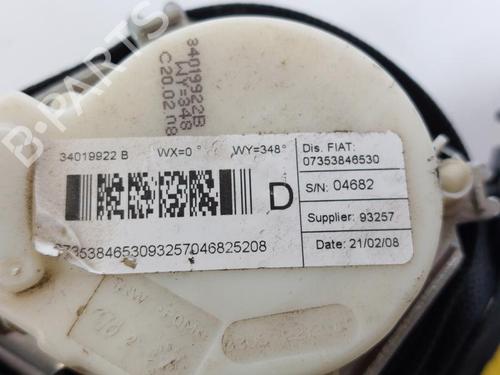 34019922B
WY=348
C20.02.08
34019922 B WX=0 ° WY=348°
D
Dis. FIAT:
07353846530
S/N: 04682
Supplier: 93257
Date: 21/02/08
0735384653093257046825208